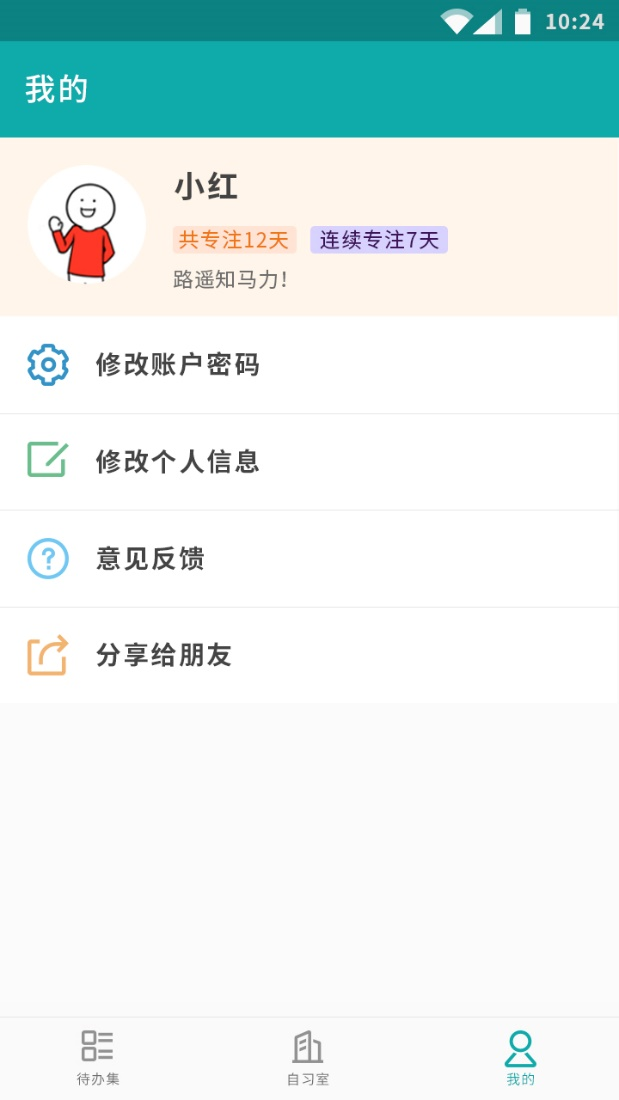 10:24
我的
小红
共专注12天 连续专注7天
路遥知马力!
修改账户密码
修改个人信息
意见反馈
分享给朋友
待办集 自习室 我的